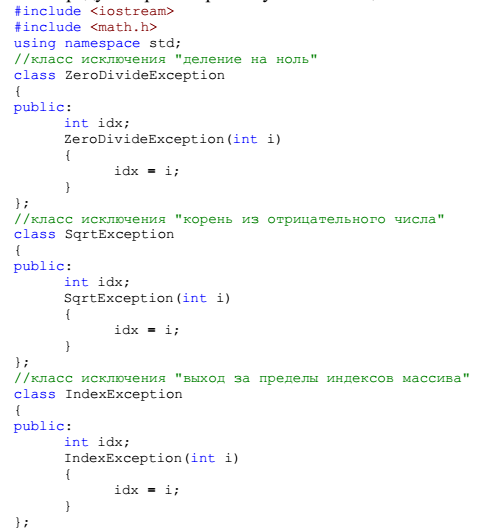 #include <iostream>
#include <math.h>
using namespace std;
//класс исключения "деление на ноль"
class ZeroDivideException
{
public:
      int idx;
      ZeroDivideException(int i)
      {
            idx = i;
      }
};
//класс исключения "корень из отрицательного числа"
class SqrtException
{
public:
      int idx;
      SqrtException(int i)
      {
            idx = i;
      }
};
//класс исключения "выход за пределы индексов массива"
class IndexException
{
public:
      int idx;
      IndexException(int i)
      {
            idx = i;
      }
};